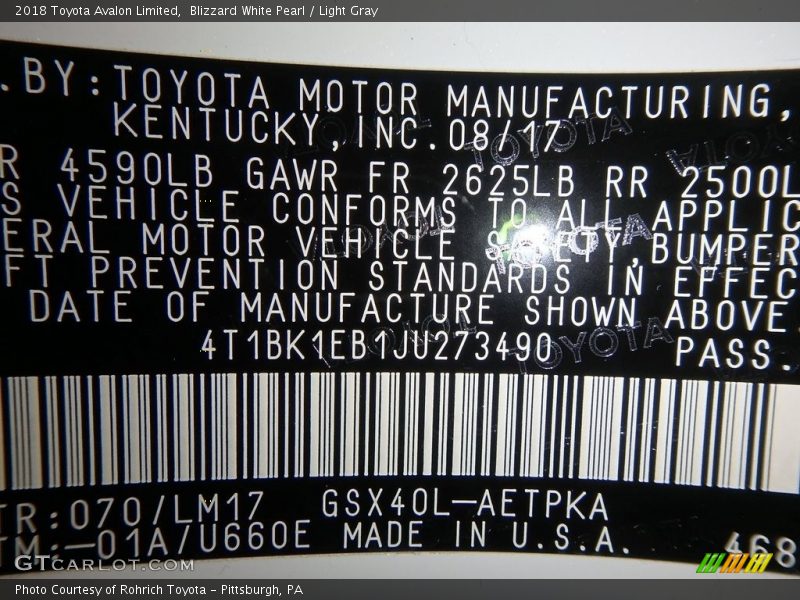 2018 Toyota Avalon Limited,  Blizzard White Pearl / Light Gray
.BY:TOYOTA MOTOR MANUFACTURING,
KENTUCKY,INC.08/17
R 4590LB GAWR FR 2625LB RR 2500L
S VEHICLE CONFORMS TO ALL APPLIC
ERAL MOTOR VEHICLE SAFETY,BUMPER
FT PREVENTION STANDARDS IN EFFEC
DATE OF MANUFACTURE SHOWN ABOVE
4T1BK1EB1JU273490 PASS.
TR:070/LM17 GSX40L-AETPKA
TM:-01A/U660E MADE IN U.S.A.
468
GTCARLOT.COM
Photo Courtesy of Rohrich Toyota - Pittsburgh, PA